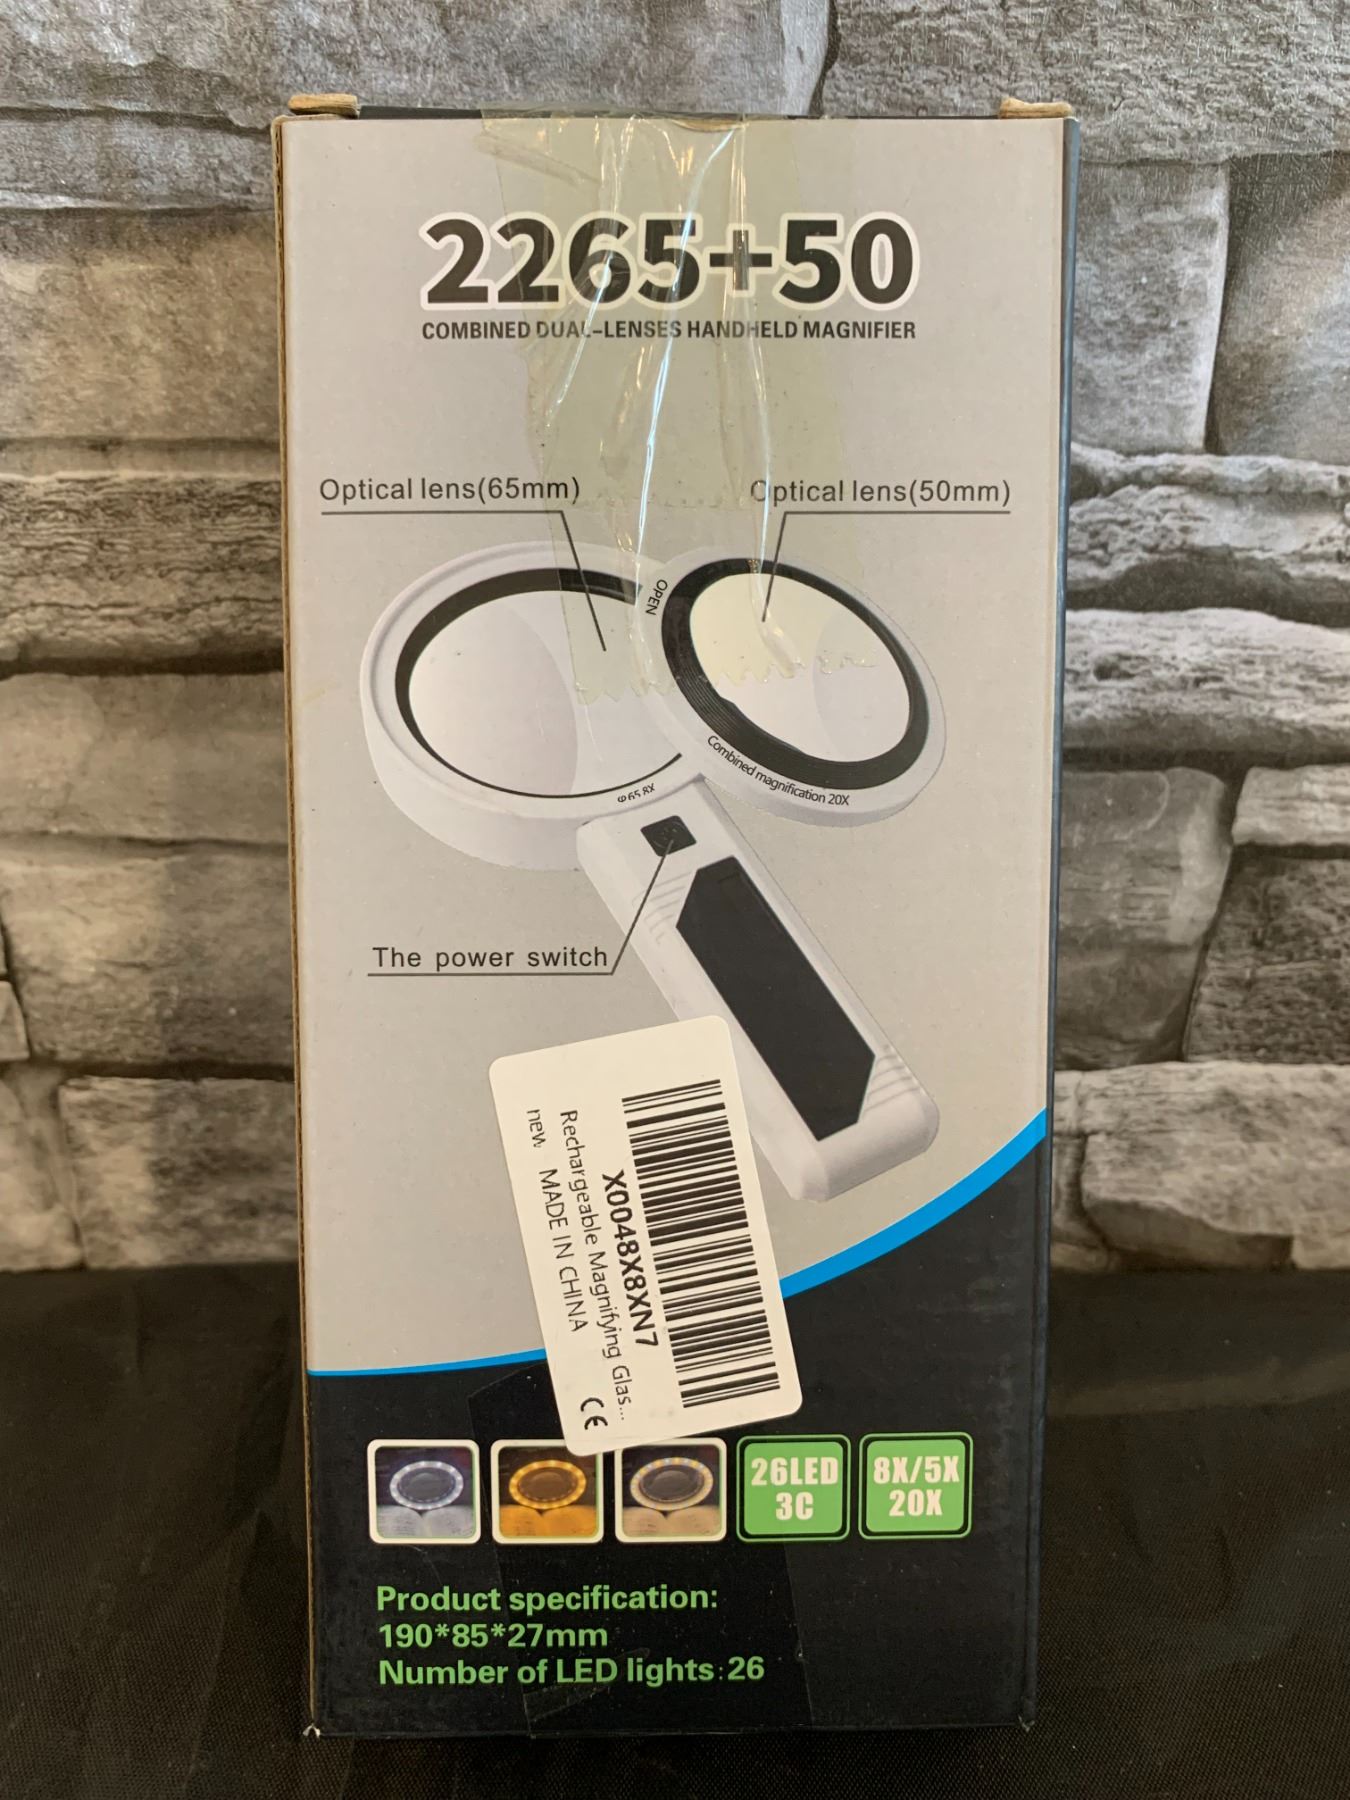 2265+50
COMBINED DUAL-LENSES HANDHELD MAGNIFIER
Optical lens(65mm)
Optical lens(50mm)
OPEN
Combined magnification 20X
φ65.8X
The power switch
X0048X8XN7
Rechargeable Magnifying Glas...
new MADE IN CHINA
CE
26LED
3C
8X/5X
20X
Product specification:
190*85*27mm
Number of LED lights:26